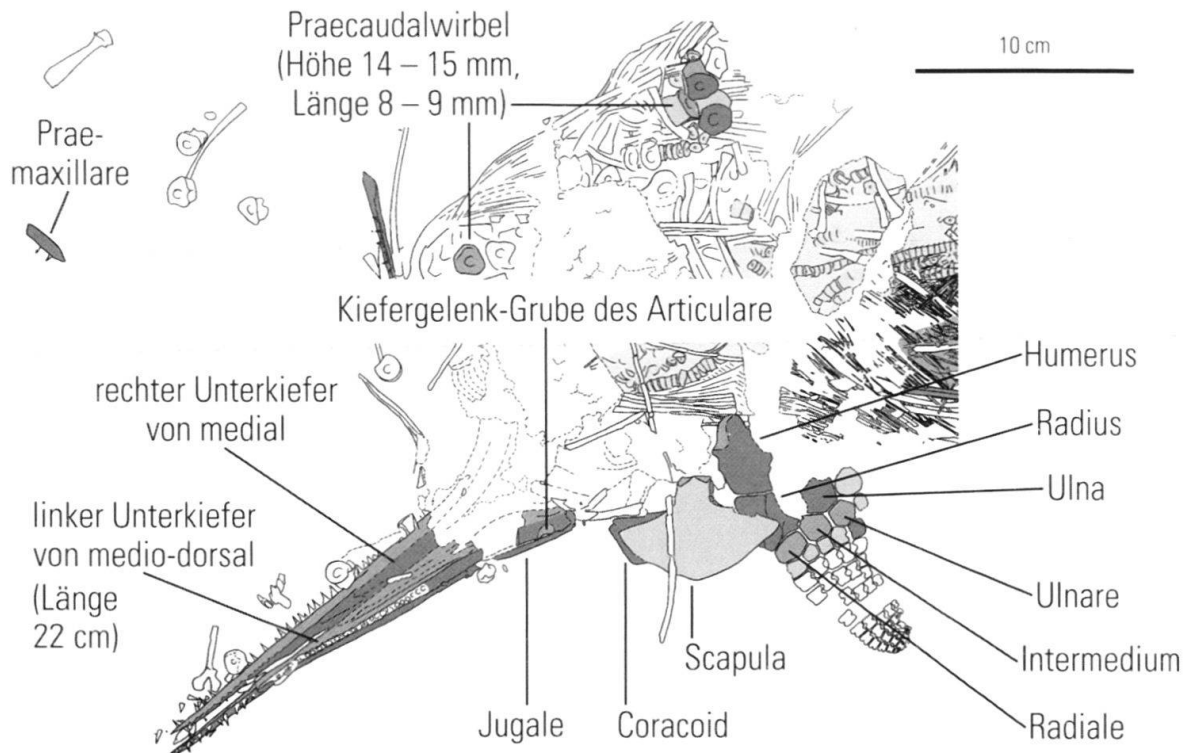 Praecaudalwirbel
(Höhe 14 – 15 mm,
Länge 8 – 9 mm)
10 cm
Prae-
maxillare
C
C
C
C
C
C
C
Kiefergelenk-Grube des Articulare
C
rechter Unterkiefer
von medial
linker Unterkiefer
von medio-dorsal
(Länge
22 cm)
Humerus
Radius
Ulna
Ulnare
Intermedium
Radiale
Scapula
Jugale
Coracoid